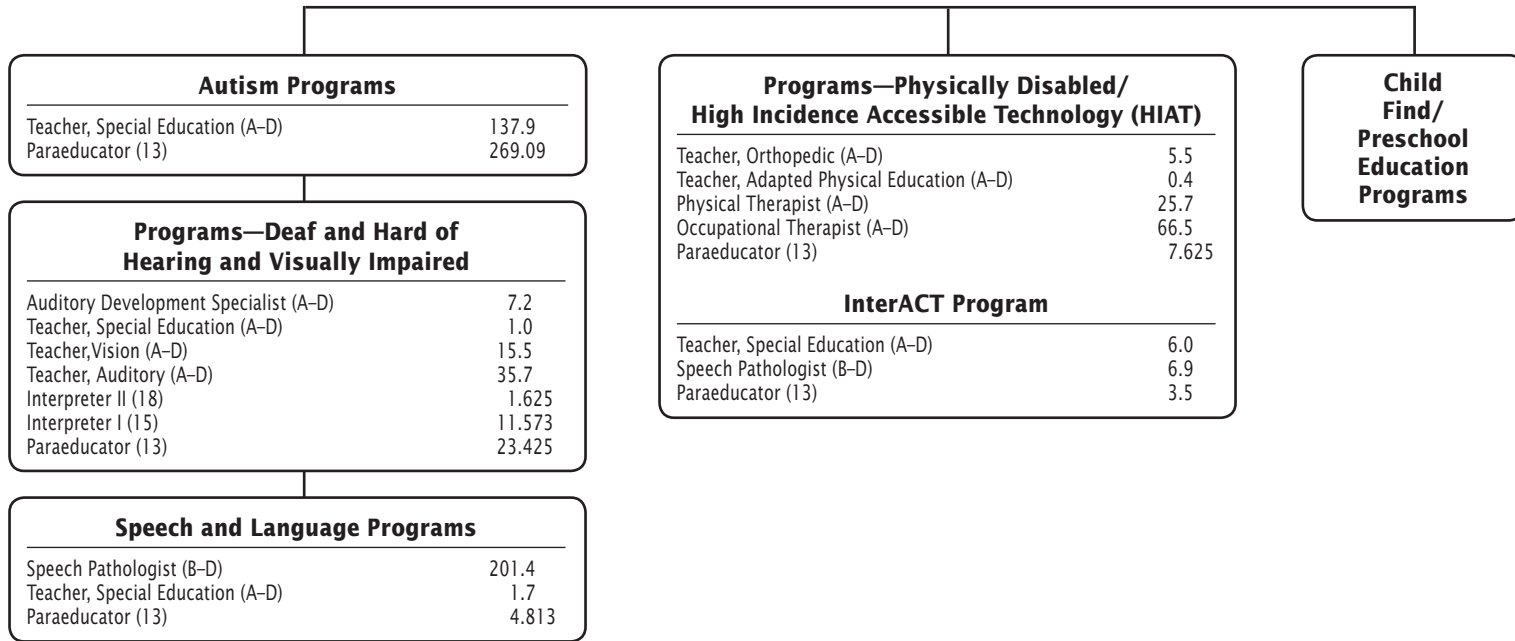 Autism Programs
Teacher, Special Education (A–D) 137.9
Paraeducator (13) 269.09
Programs—Deaf and Hard of
Hearing and Visually Impaired
Auditory Development Specialist (A–D) 7.2
Teacher, Special Education (A–D) 1.0
Teacher,Vision (A–D) 15.5
Teacher, Auditory (A–D) 35.7
Interpreter II (18) 1.625
Interpreter I (15) 11.573
Paraeducator (13) 23.425
Speech and Language Programs
Speech Pathologist (B–D) 201.4
Teacher, Special Education (A–D) 1.7
Paraeducator (13) 4.813
Programs—Physically Disabled/
High Incidence Accessible Technology (HIAT)
Teacher, Orthopedic (A–D) 5.5
Teacher, Adapted Physical Education (A–D) 0.4
Physical Therapist (A–D) 25.7
Occupational Therapist (A–D) 66.5
Paraeducator (13) 7.625
InterACT Program
Teacher, Special Education (A–D) 6.0
Speech Pathologist (B–D) 6.9
Paraeducator (13) 3.5
Child
Find/
Preschool
Education
Programs